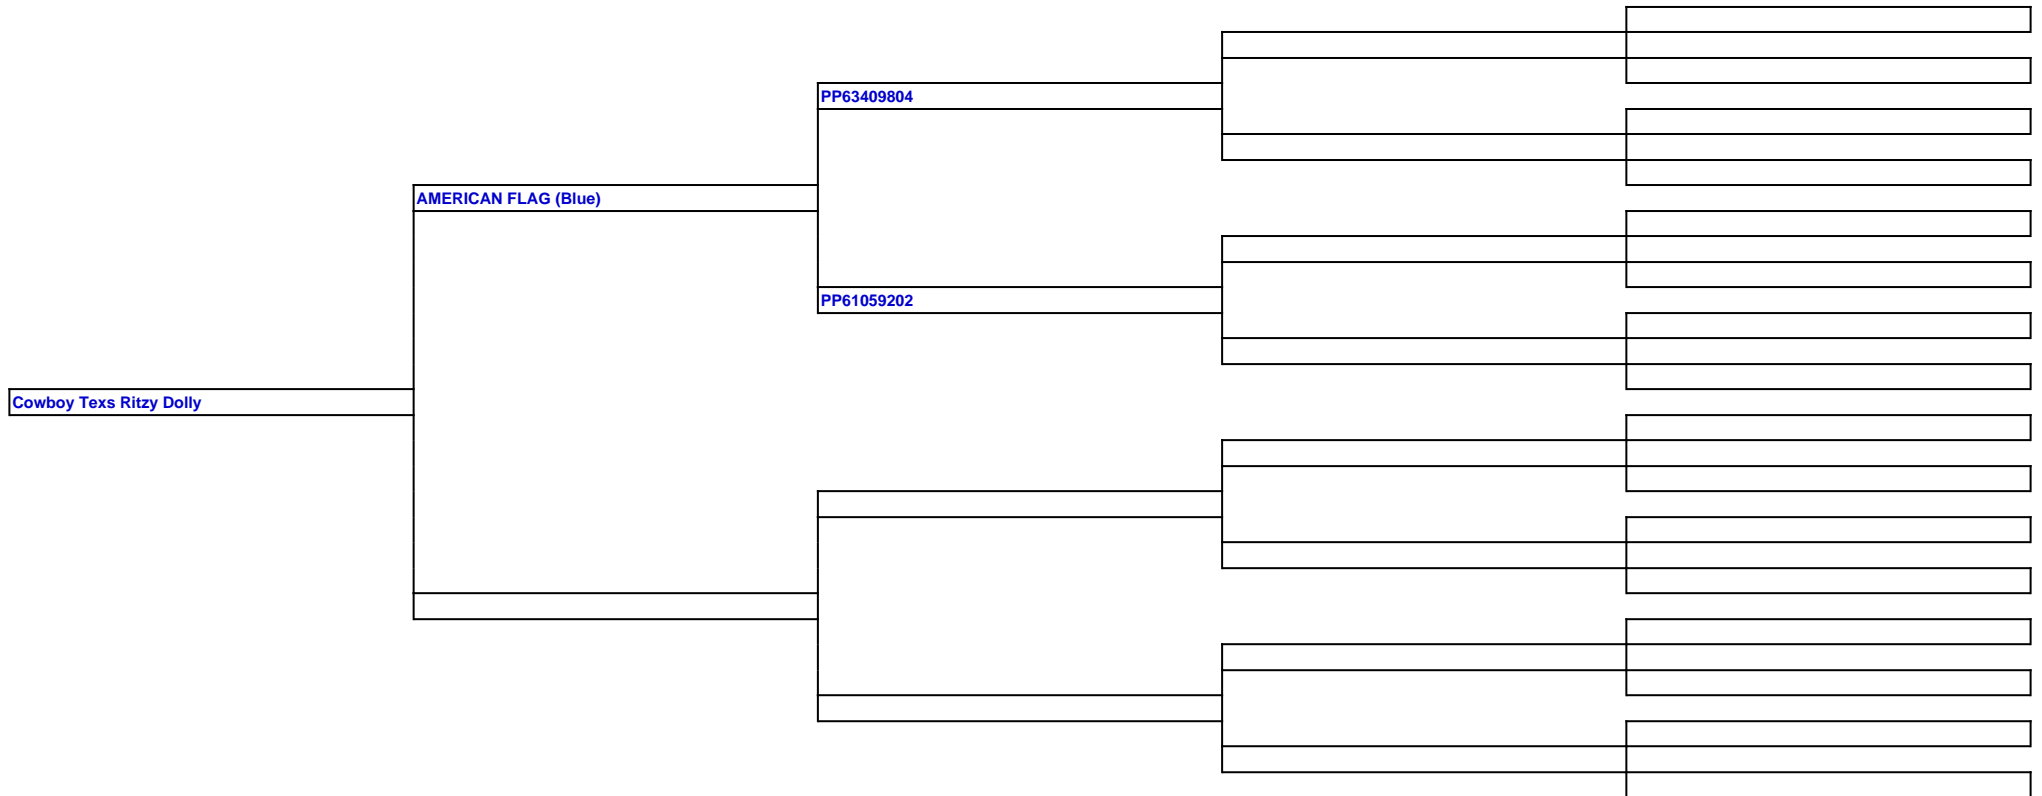 PP63409804
AMERICAN FLAG (Blue)
PP61059202
Cowboy Texs Ritzy Dolly